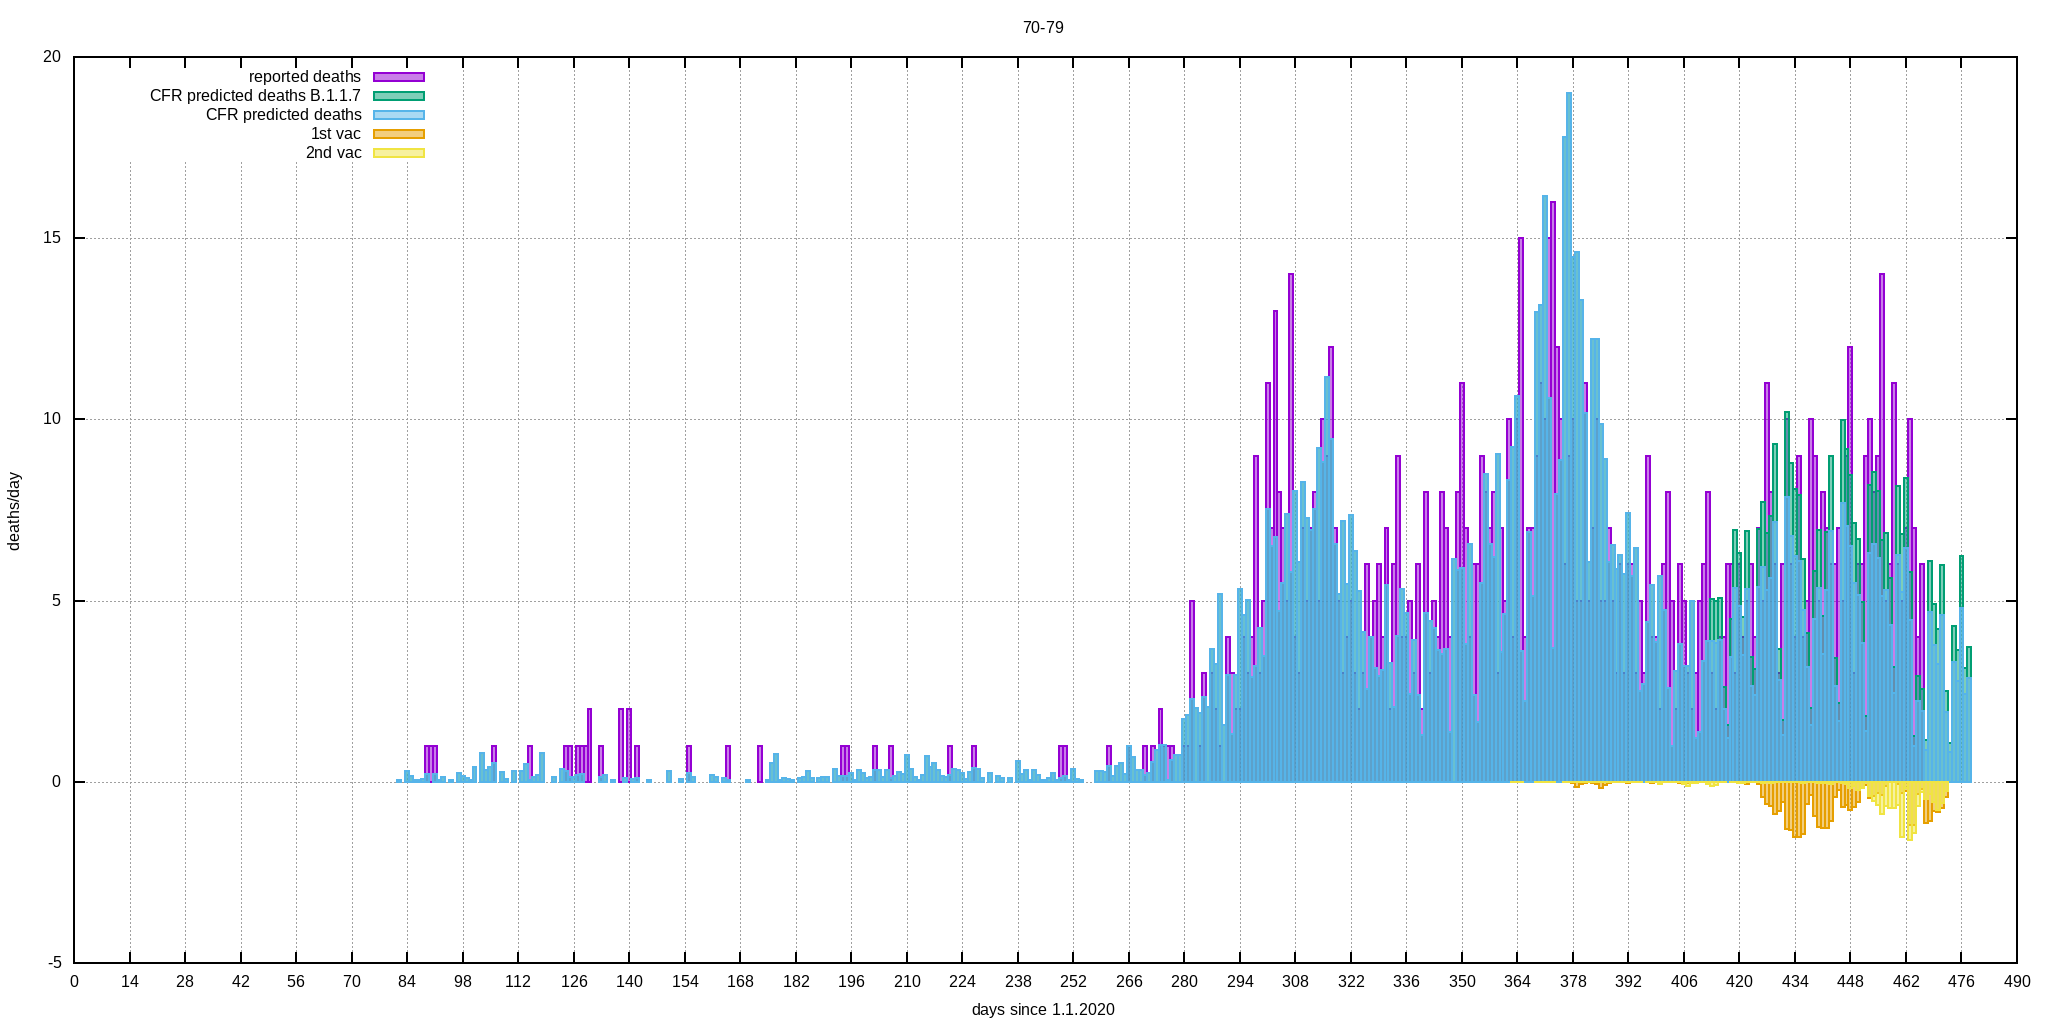 70-79
20
reported deaths
CFR predicted deaths B.1.1.7
CFR predicted deaths
1st vac
2nd vac
15
10
deaths/day
5
0
-5
0 14 28 42 56 70 84 98 112 126 140 154 168 182 196 210 224 238 252 266 280 294 308 322 336 350 364 378 392 406 420 434 448 462 476 490
days since 1.1.2020